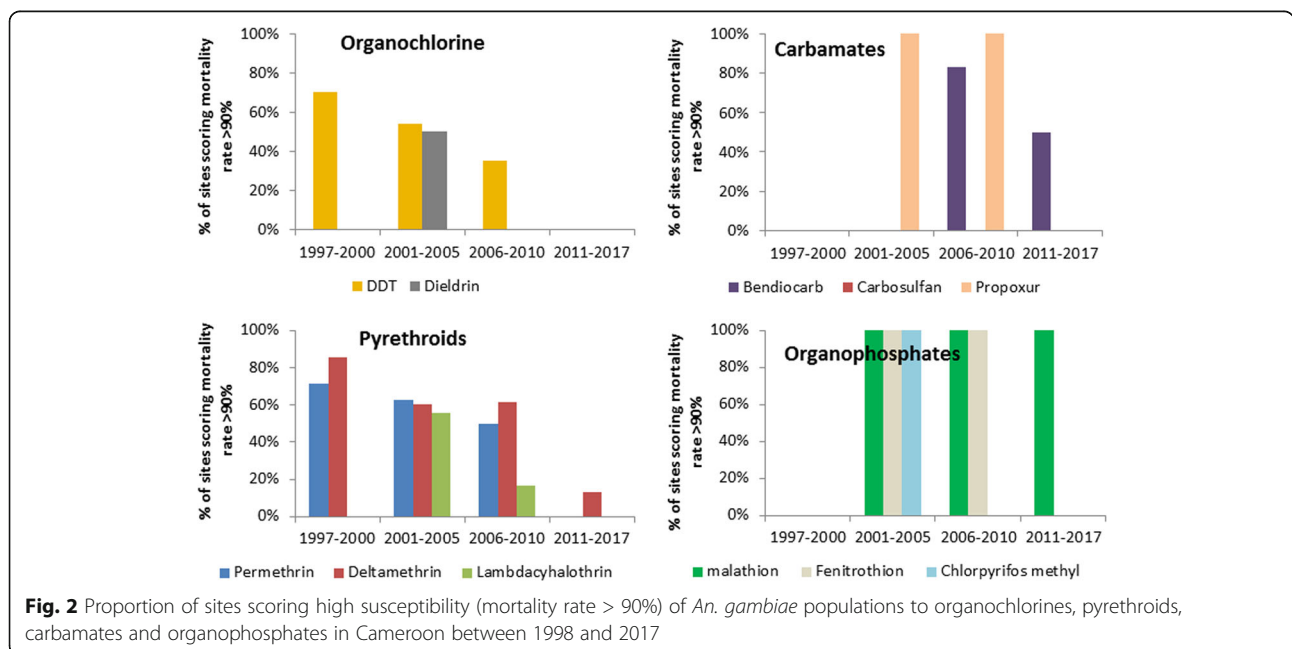 Organochlorine
% of sites scoring mortality
rate >90%
100%
80%
60%
40%
20%
0%
1997-2000 2001-2005 2006-2010 2011-2017
DDT Dieldrin
Carbamates
% of sites scoring mortality
rate >90%
100%
80%
60%
40%
20%
0%
1997-2000 2001-2005 2006-2010 2011-2017
Bendiocarb Carbosulfan Propoxur
Pyrethroids
% of sites scoring mortality
rate >90%
100%
80%
60%
40%
20%
0%
1997-2000 2001-2005 2006-2010 2011-2017
Permethrin Deltamethrin Lambdacyhalothrin
Organophosphates
% of sites scoring mortality
rate >90%
100%
80%
60%
40%
20%
0%
1997-2000 2001-2005 2006-2010 2011-2017
malathion Fenitrothion Chlorpyrifos methyl
Fig. 2 Proportion of sites scoring high susceptibility (mortality rate > 90%) of An. gambiae populations to organochlorines, pyrethroids,
carbamates and organophosphates in Cameroon between 1998 and 2017